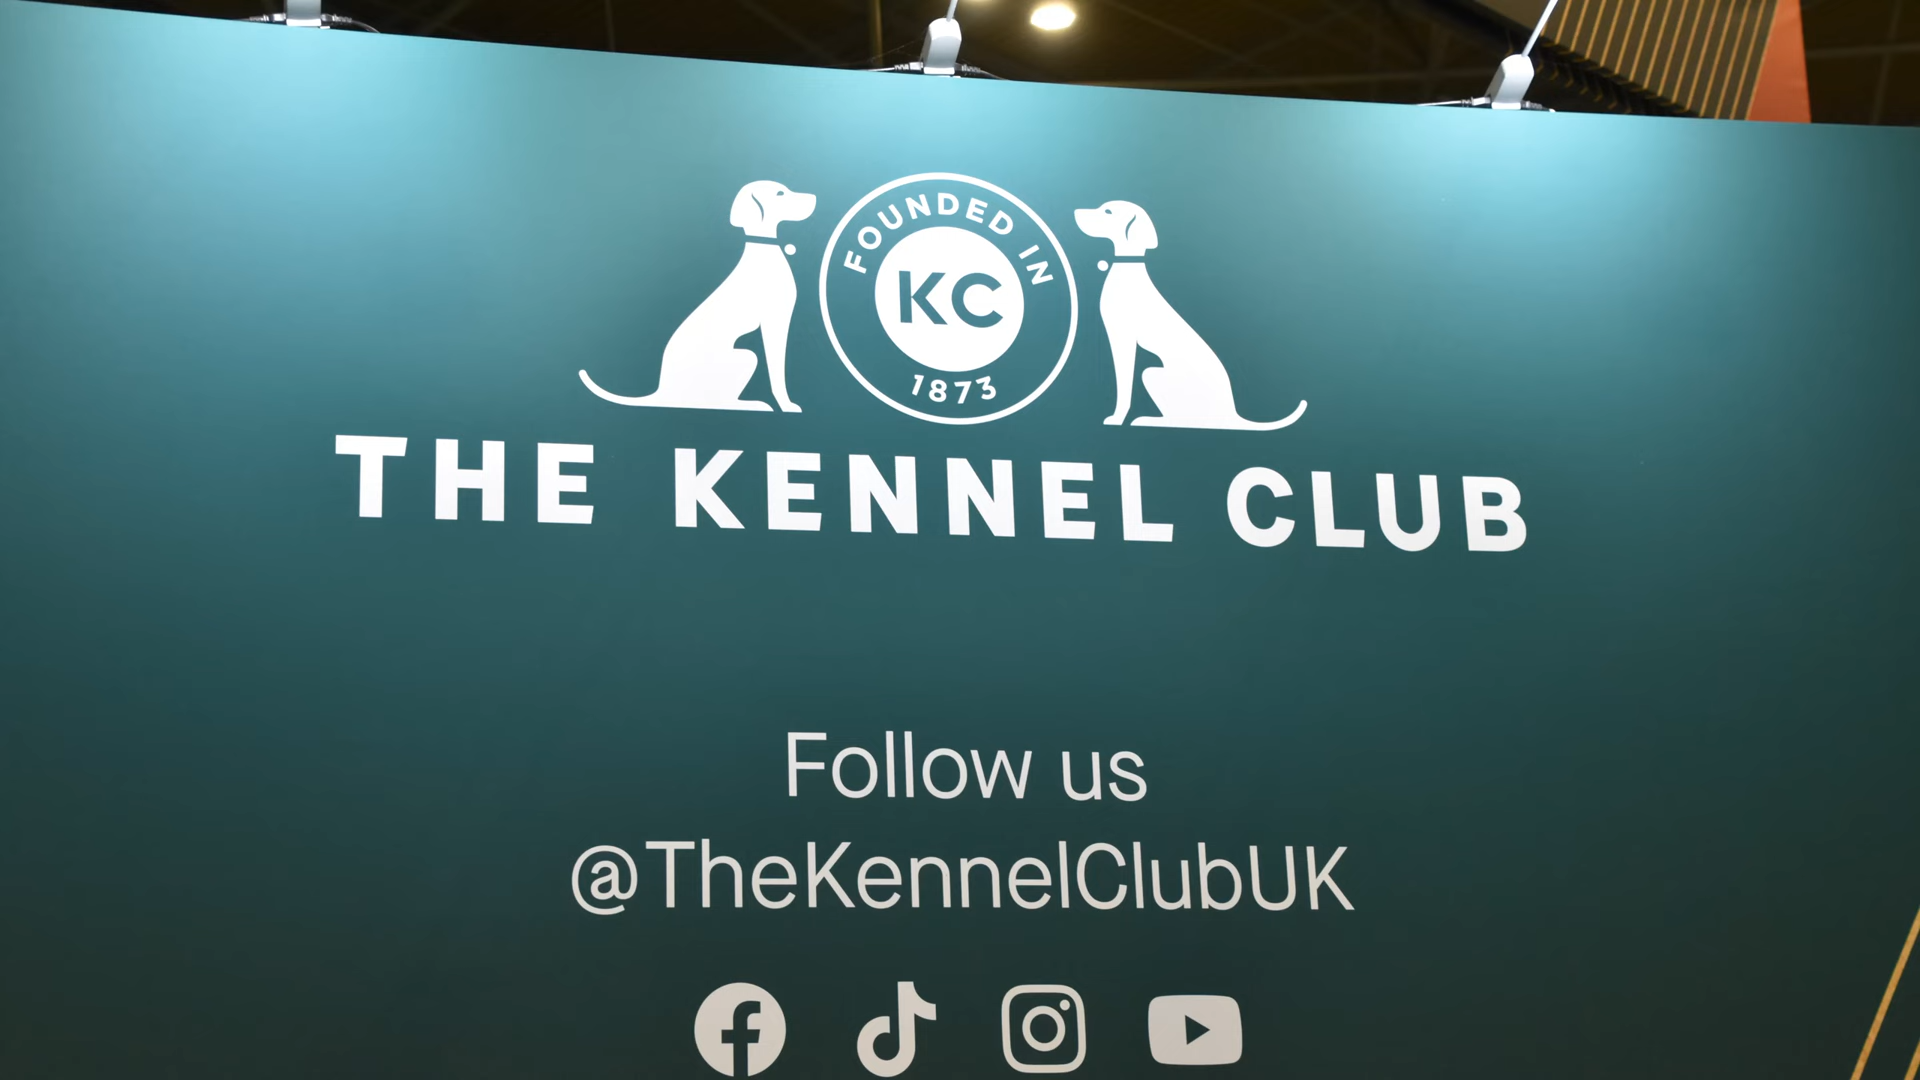 FOUNDED IN
KC
1873
THE KENNEL CLUB
Follow us
@TheKennelClubUK